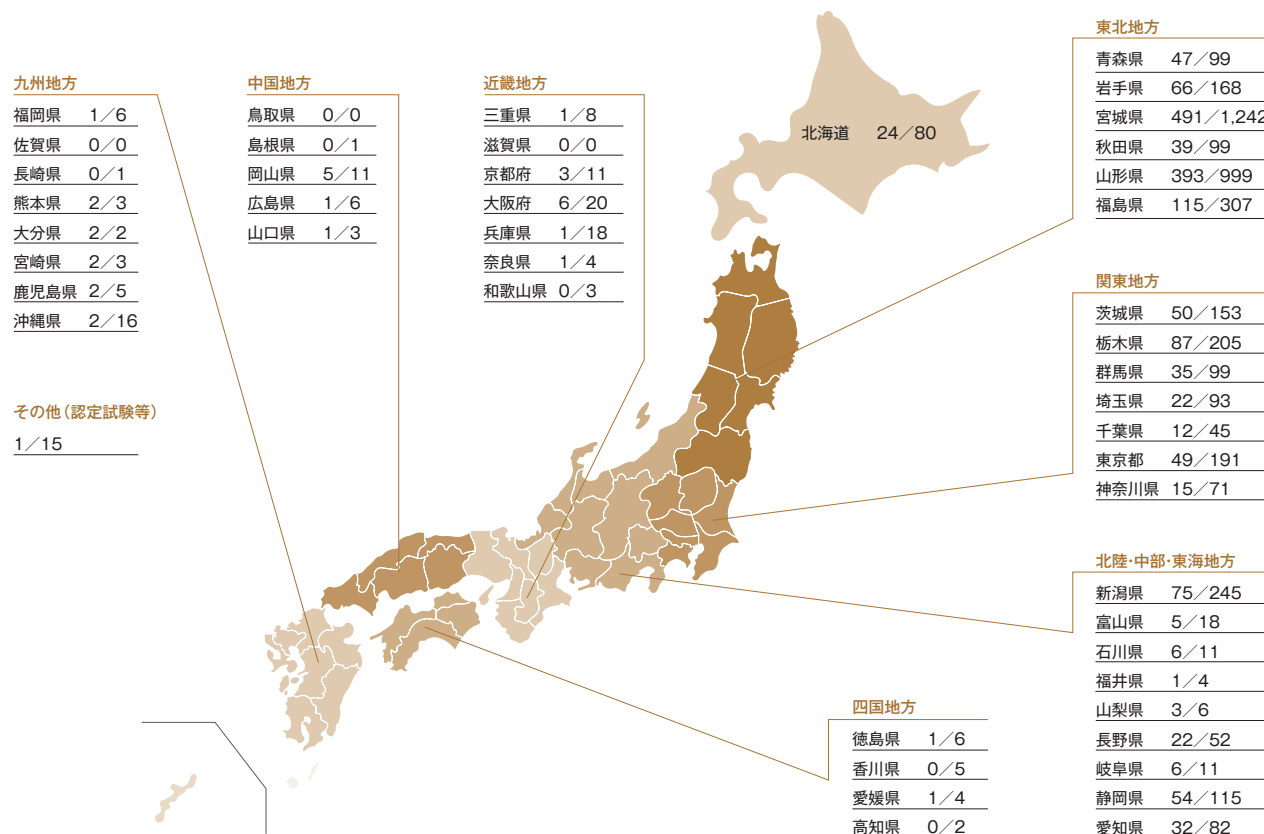 九州地方
福岡県 1／6
佐賀県 0／0
長崎県 0／1
熊本県 2／3
大分県 2／2
宮崎県 2／3
鹿児島県 2／5
沖縄県 2／16
その他（認定試験等）
1／15
中国地方
鳥取県 0／0
島根県 0／1
岡山県 5／11
広島県 1／6
山口県 1／3
近畿地方
三重県 1／8
滋賀県 0／0
京都府 3／11
大阪府 6／20
兵庫県 1／18
奈良県 1／4
和歌山県 0／3
北海道 24／80
東北地方
青森県 47／99
岩手県 66／168
宮城県 491／1,242
秋田県 39／99
山形県 393／999
福島県 115／307
関東地方
茨城県 50／153
栃木県 87／205
群馬県 35／99
埼玉県 22／93
千葉県 12／45
東京都 49／191
神奈川県 15／71
北陸・中部・東海地方
新潟県 75／245
富山県 5／18
石川県 6／11
福井県 1／4
山梨県 3／6
長野県 22／52
岐阜県 6／11
静岡県 54／115
愛知県 32／82
四国地方
徳島県 1／6
香川県 0／5
愛媛県 1／4
高知県 0／2